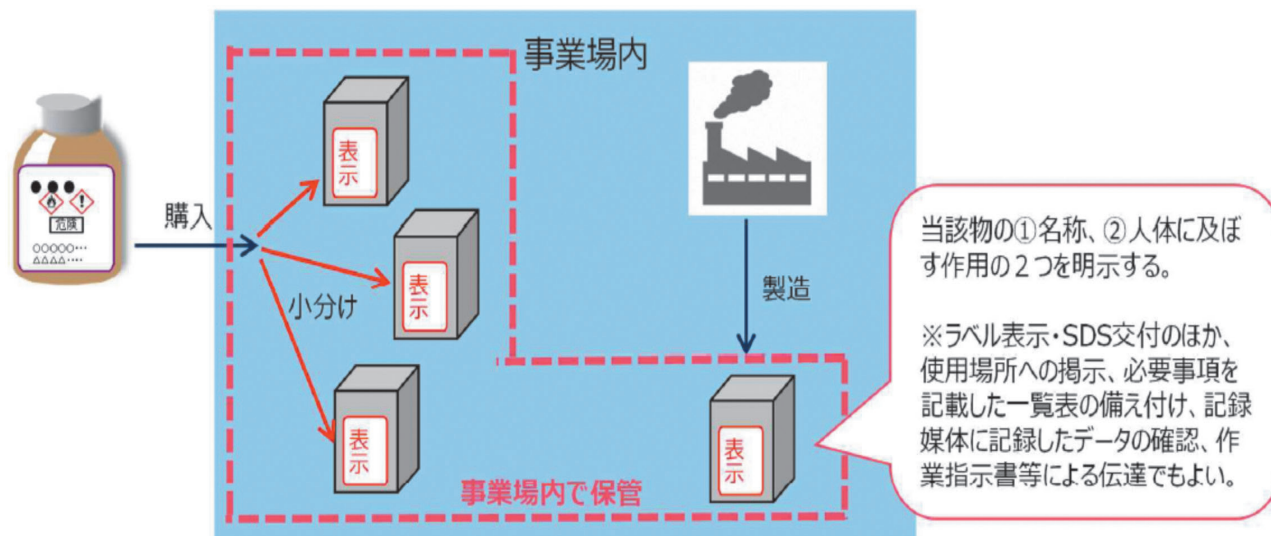 事業場内
危険
○○○○○…
△△△△…
購入
小分け
表示
表示
表示
製造
表示
事業場内で保管
当該物の①名称、②人体に及ぼ
す作用の2つを明示する。
※ラベル表示・SDS交付のほか、
使用場所への掲示、必要事項を
記載した一覧表の備え付け、記録
媒体に記録したデータの確認、作
業指示書等による伝達でもよい。